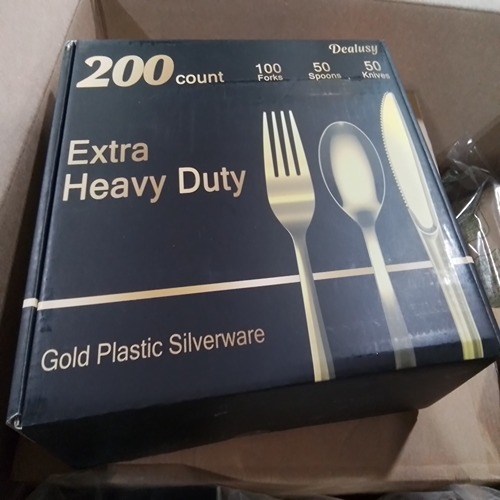 Dealusy
200 count
100 50 50
Forks Spoons Knives
Extra
Heavy Duty
Gold Plastic Silverware